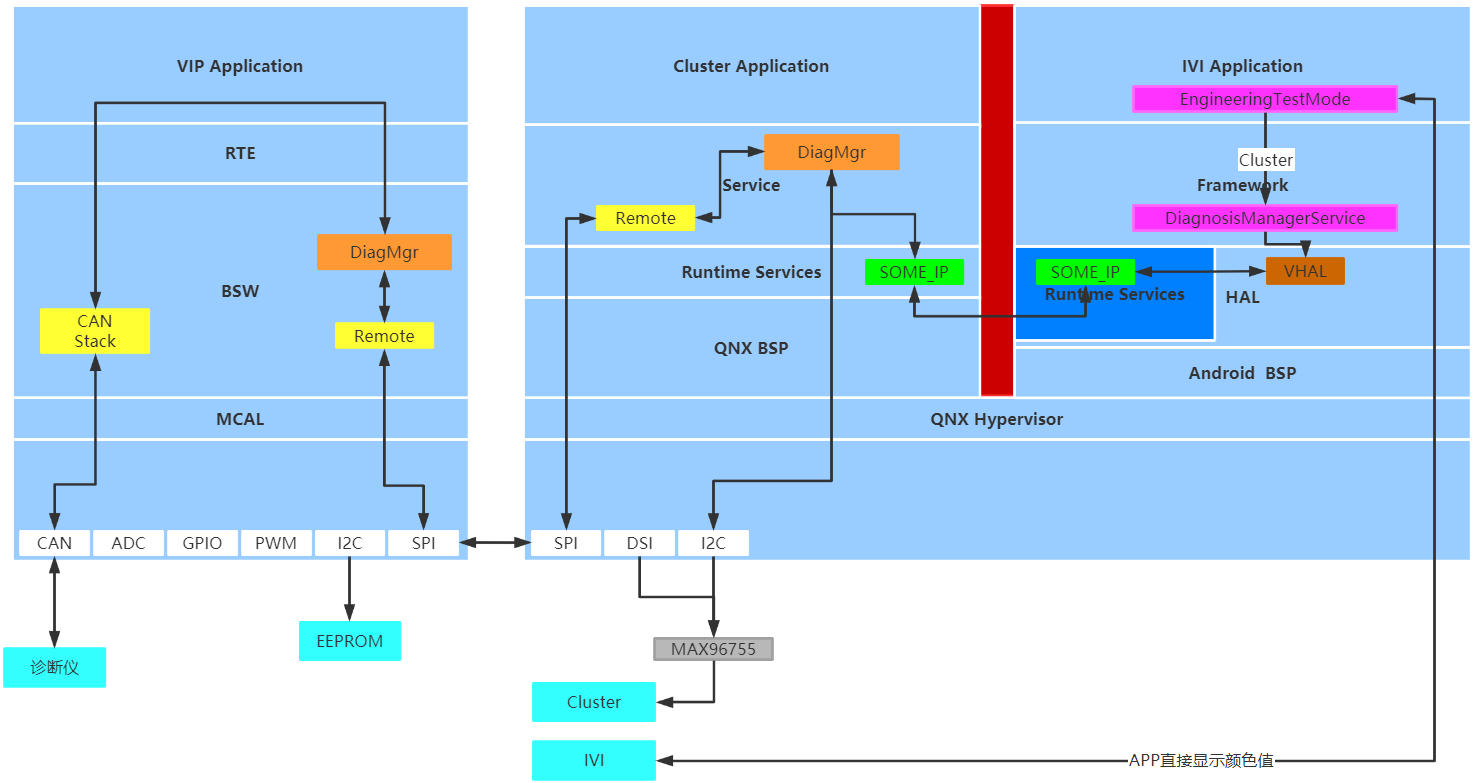 VIP Application
RTE
DiagMgr
BSW
CAN
Stack
Remote
MCAL
CAN
ADC
GPIO
PWM
I2C
SPI
EEPROM
诊断仪
Cluster Application
DiagMgr
Service
Remote
Runtime Services
SOME_IP
QNX BSP
IVI Application
EngineeringTestMode
Cluster
Framework
DiagnosisManagerService
SOME_IP
Runtime Services
VHAL
HAL
Android BSP
QNX Hypervisor
SPI
DSI
I2C
MAX96755
Cluster
IVI
APP直接显示颜色值